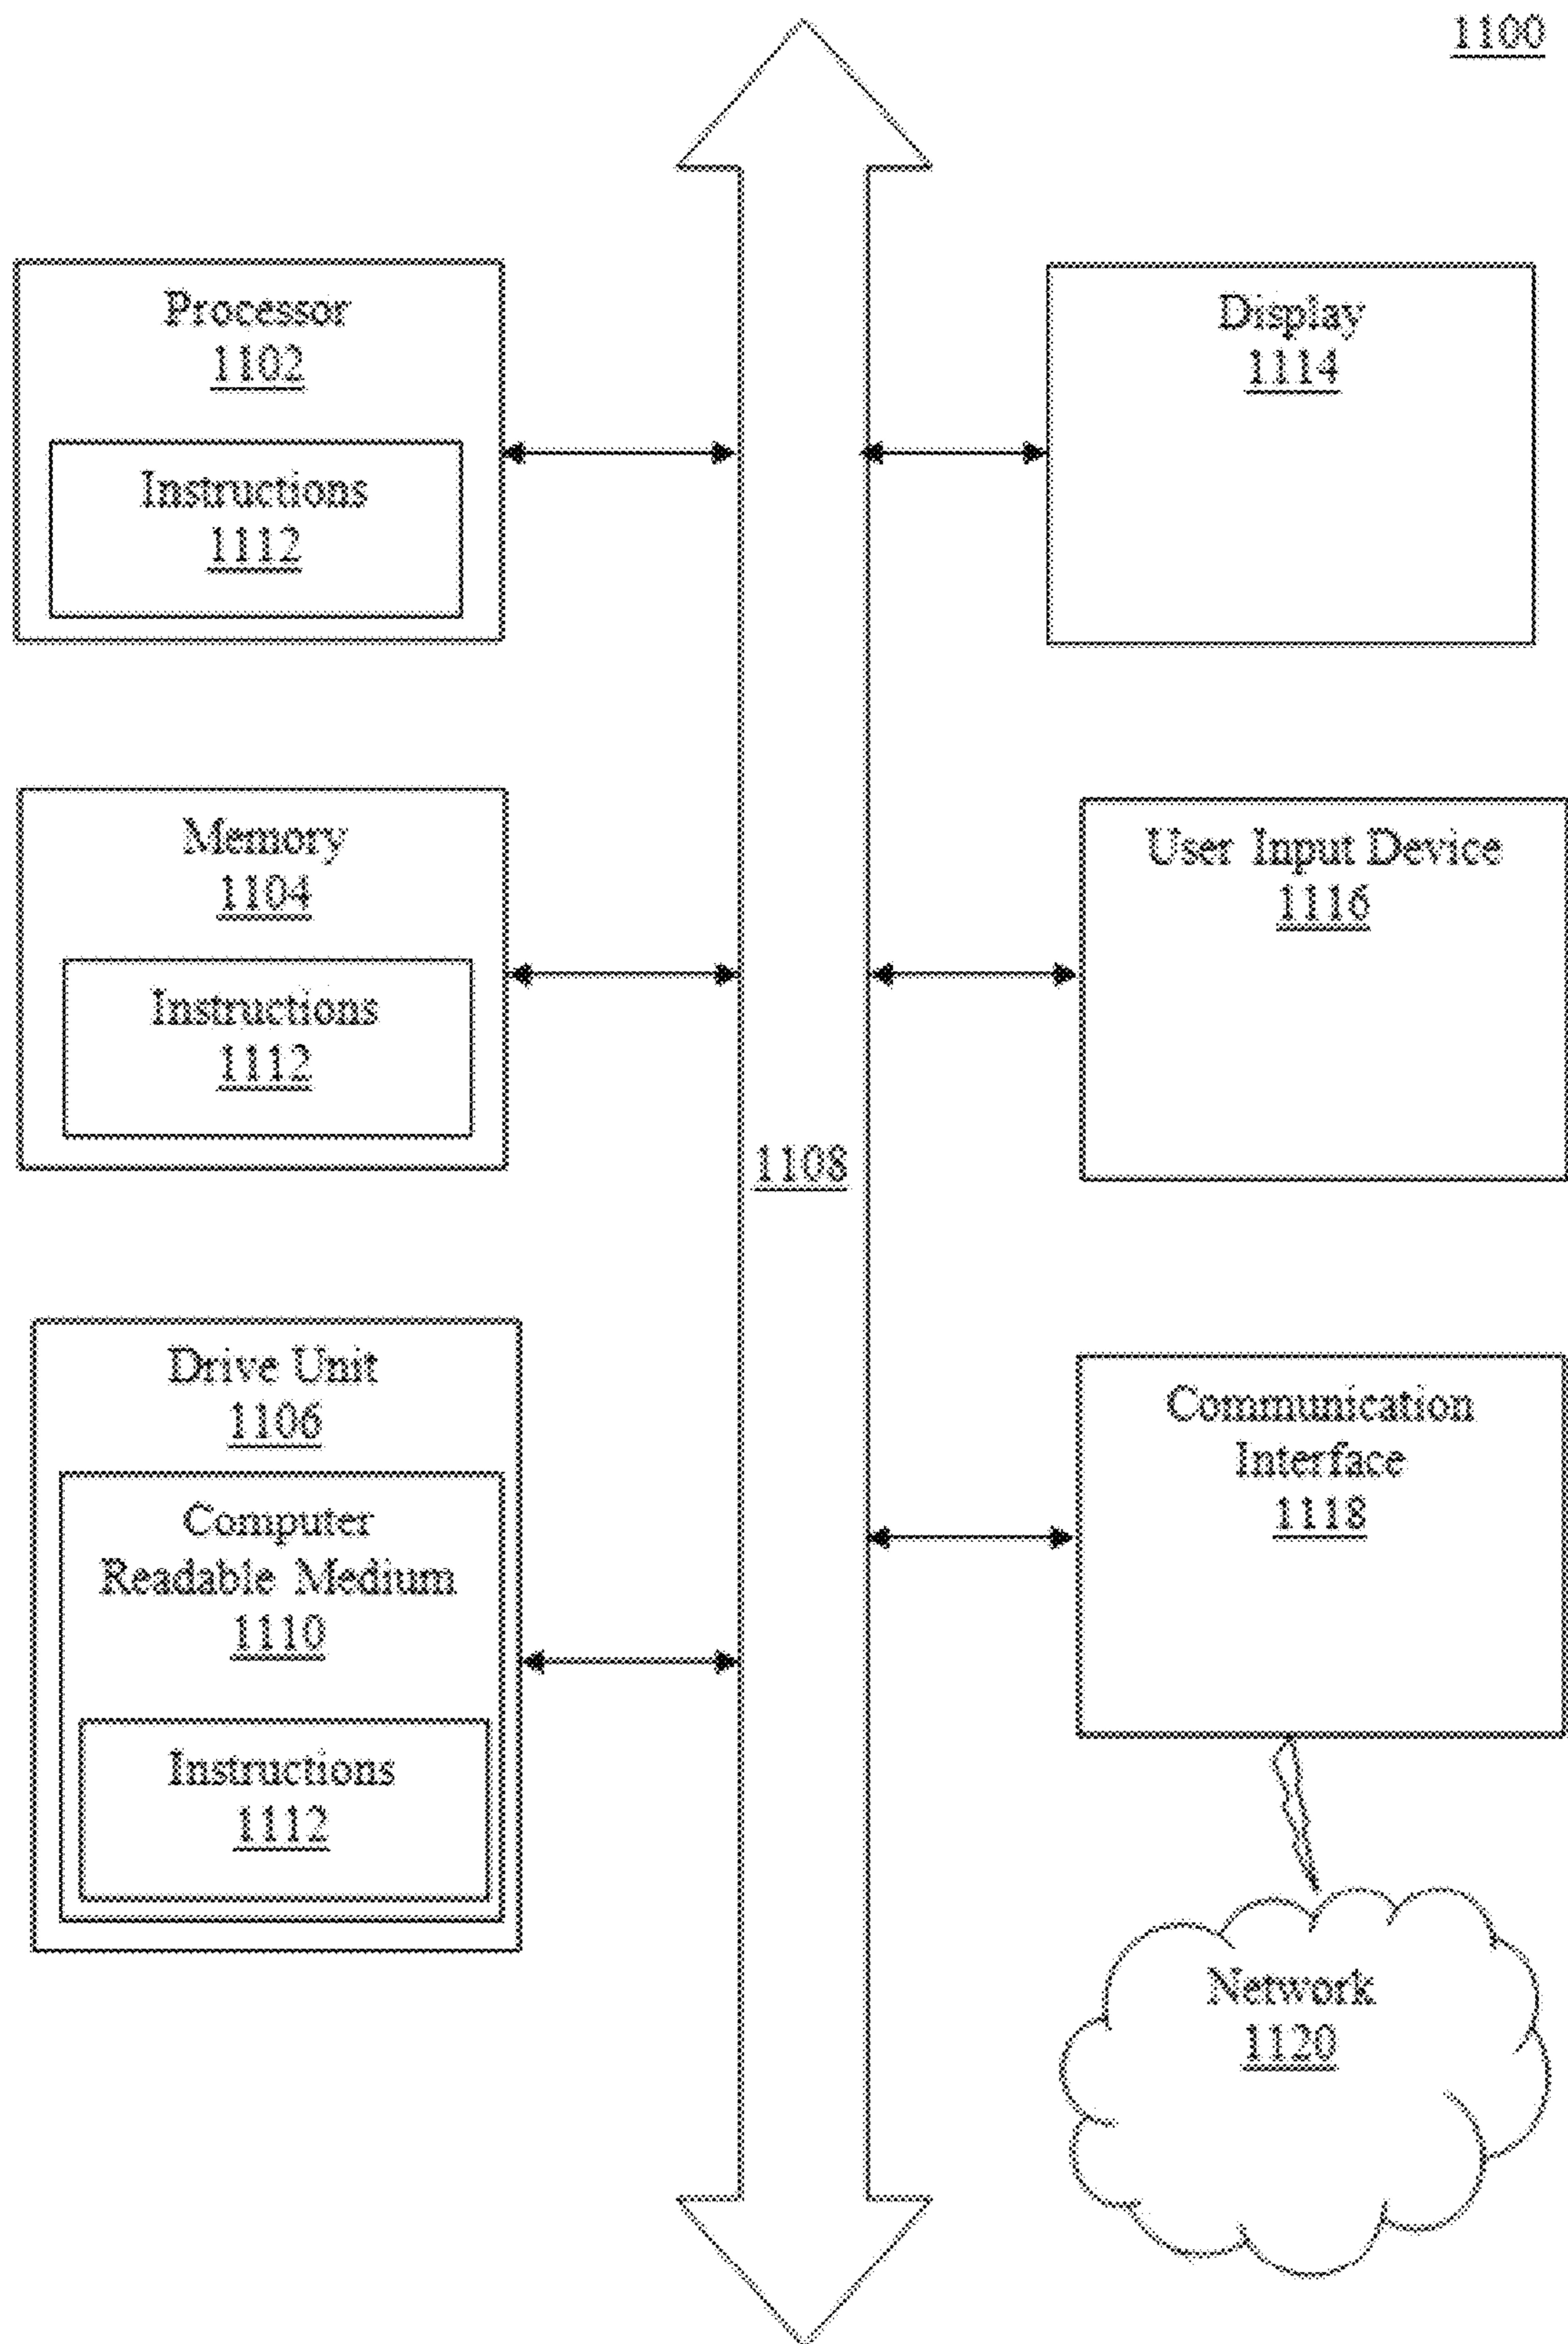 1100
Processor
1102
Instructions
1112
Display
1114
Memory
1104
Instructions
1112
User Input Device
1116
1108
Drive Unit
1106
Computer
Readable Medium
1110
Instructions
1112
Communication
Interface
1118
Network
1120